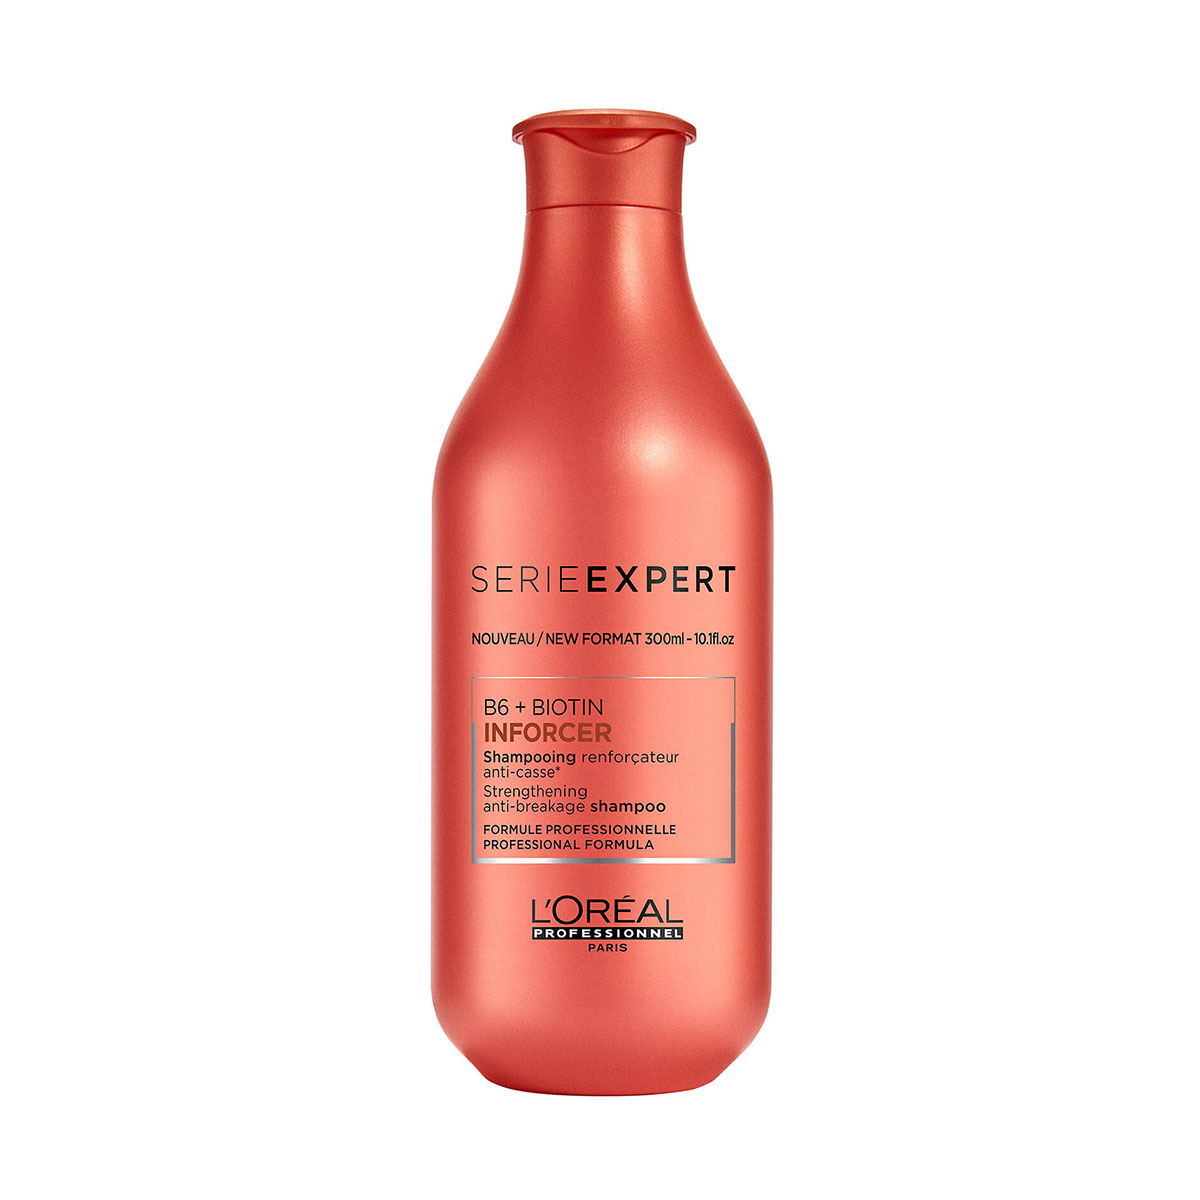 SERIEEXPERT
NOUVEAU / NEW FORMAT 300ml - 10.1fl.oz
B6 + BIOTIN
INFORCER
Shampooing renforçateur
anti-casse*
Strengthening
anti-breakage shampoo
FORMULE PROFESSIONNELLE
PROFESSIONAL FORMULA
L'ORÉAL
PROFESSIONNEL
PARIS